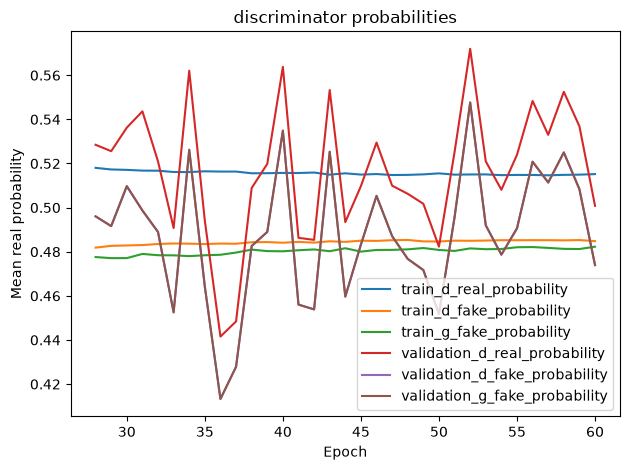 discriminator probabilities
Mean real probability
0.56
0.54
0.52
0.50
0.48
0.46
0.44
0.42
train_d_real_probability
train_d_fake_probability
train_g_fake_probability
validation_d_real_probability
validation_d_fake_probability
validation_g_fake_probability
30 35 40 45 50 55 60
Epoch